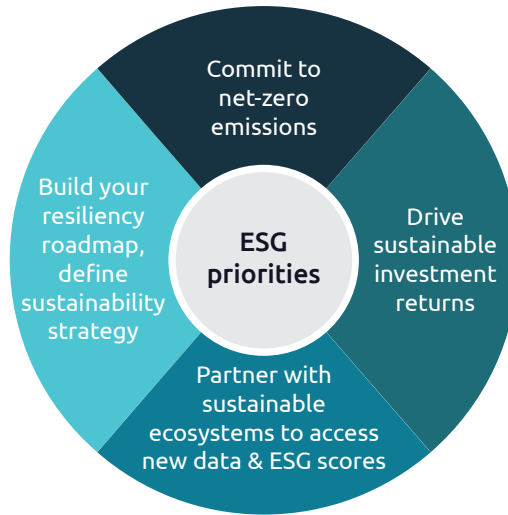 Commit to
net-zero
emissions
Build your
resiliency
roadmap,
define
sustainability
strategy
ESG
priorities
Drive
sustainable
investment
returns
Partner with
sustainable
ecosystems to access
new data & ESG scores